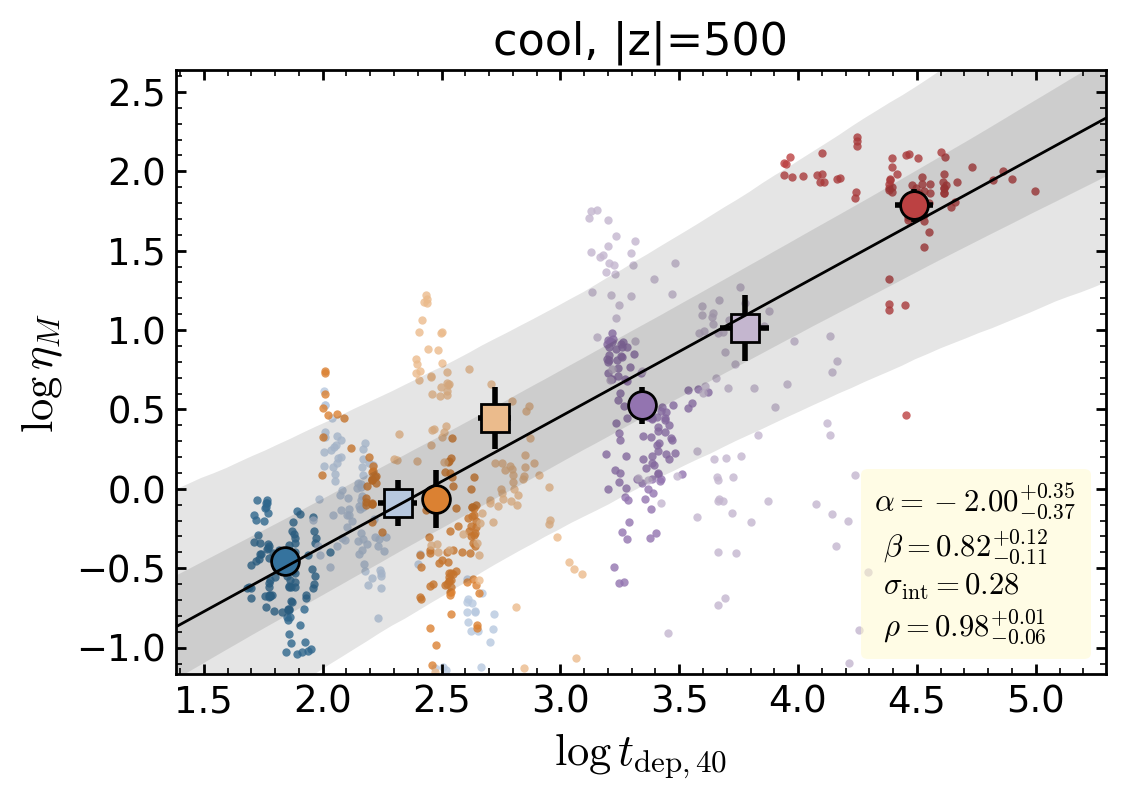 cool, |z|=500
log η_M
2.5
2.0
1.5
1.0
0.5
0.0
−0.5
−1.0
α = −2.00^{+0.35}_{−0.37}
β = 0.82^{+0.12}_{−0.11}
σ_int = 0.28
ρ = 0.98^{+0.01}_{−0.06}
1.5 2.0 2.5 3.0 3.5 4.0 4.5 5.0
log t_{dep, 40}